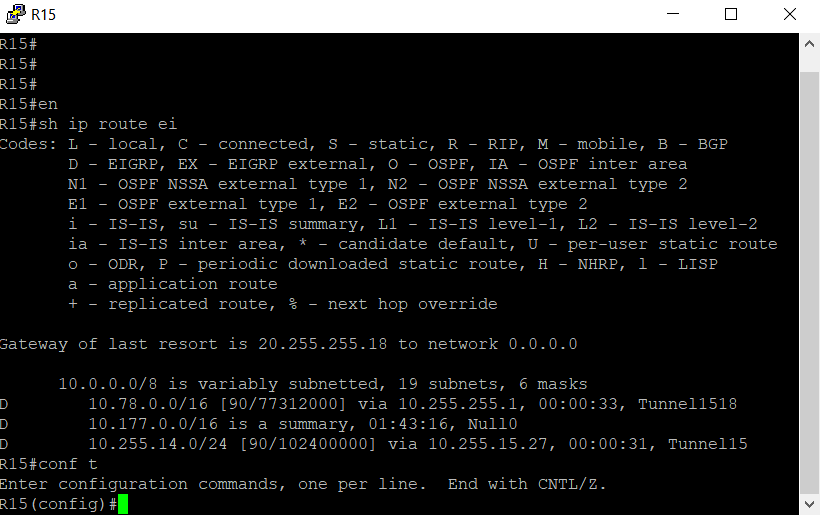 R15
R15#
R15#
R15#
R15#en
R15#sh ip route ei
Codes: L - local, C - connected, S - static, R - RIP, M - mobile, B - BGP
D - EIGRP, EX - EIGRP external, O - OSPF, IA - OSPF inter area
N1 - OSPF NSSA external type 1, N2 - OSPF NSSA external type 2
E1 - OSPF external type 1, E2 - OSPF external type 2
i - IS-IS, su - IS-IS summary, L1 - IS-IS level-1, L2 - IS-IS level-2
ia - IS-IS inter area, * - candidate default, U - per-user static route
o - ODR, P - periodic downloaded static route, H - NHRP, l - LISP
a - application route
+ - replicated route, % - next hop override
Gateway of last resort is 20.255.255.18 to network 0.0.0.0
10.0.0.0/8 is variably subnetted, 19 subnets, 6 masks
D 10.78.0.0/16 [90/77312000] via 10.255.255.1, 00:00:33, Tunnel1518
D 10.177.0.0/16 is a summary, 01:43:16, Null0
D 10.255.14.0/24 [90/102400000] via 10.255.15.27, 00:00:31, Tunnel15
R15#conf t
Enter configuration commands, one per line. End with CNTL/Z.
R15(config)#